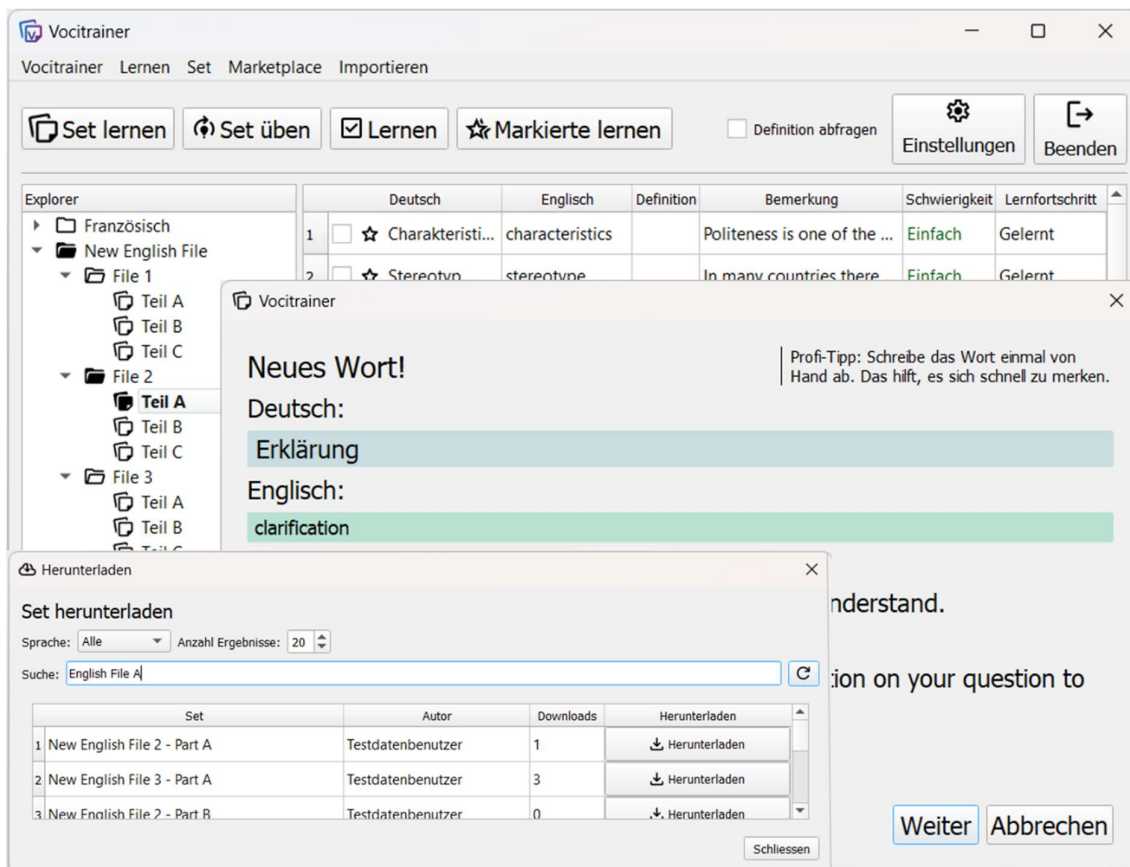 Vocitrainer
Vocitrainer Lernen Set Marketplace Importieren
Set lernen Set üben Lernen Markierte lernen Definition abfragen Einstellungen Beenden
Explorer
Französisch
New English File
File 1
Teil A
Teil B
Teil C
File 2
Teil A
Teil B
Teil C
File 3
Teil A
Teil B
Deutsch Englisch Definition Bemerkung Schwierigkeit Lernfortschritt
1 Charakteristi... characteristics Politeness is one of the ... Einfach Gelernt
2 Stereotyp stereotype In many countries there Einfach Gelernt
Vocitrainer
Neues Wort!
Profi-Tipp: Schreibe das Wort einmal von
Hand ab. Das hilft, es sich schnell zu merken.
Deutsch:
Erklärung
Englisch:
clarification
nderstand.
tion on your question to
Weiter Abbrechen
Herunterladen
Set herunterladen
Sprache: Alle Anzahl Ergebnisse: 20
Suche: English File A
Set Autor Downloads Herunterladen
1 New English File 2 - Part A Testdatenbenutzer 1 Herunterladen
2 New English File 3 - Part A Testdatenbenutzer 3 Herunterladen
3 New English File 2 - Part B Testdatenbenutzer 0 Herunterladen
Schliessen